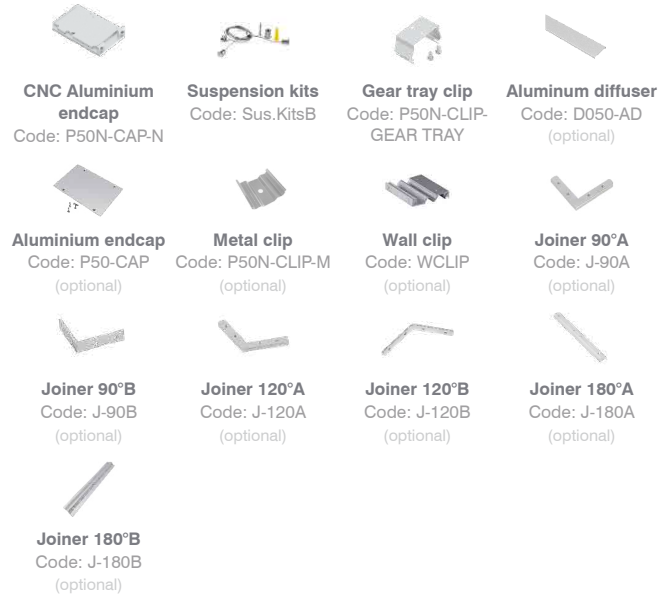 CNC Aluminium
endcap
Code: P50N-CAP-N
Suspension kits
Code: Sus.KitsB
Gear tray clip
Code: P50N-CLIP-
GEAR TRAY
Aluminum diffuser
Code: D050-AD
(optional)
Aluminium endcap
Code: P50-CAP
(optional)
Metal clip
Code: P50N-CLIP-M
(optional)
Wall clip
Code: WCLIP
(optional)
Joiner 90°A
Code: J-90A
(optional)
Joiner 90°B
Code: J-90B
(optional)
Joiner 120°A
Code: J-120A
(optional)
Joiner 120°B
Code: J-120B
(optional)
Joiner 180°A
Code: J-180A
(optional)
Joiner 180°B
Code: J-180B
(optional)